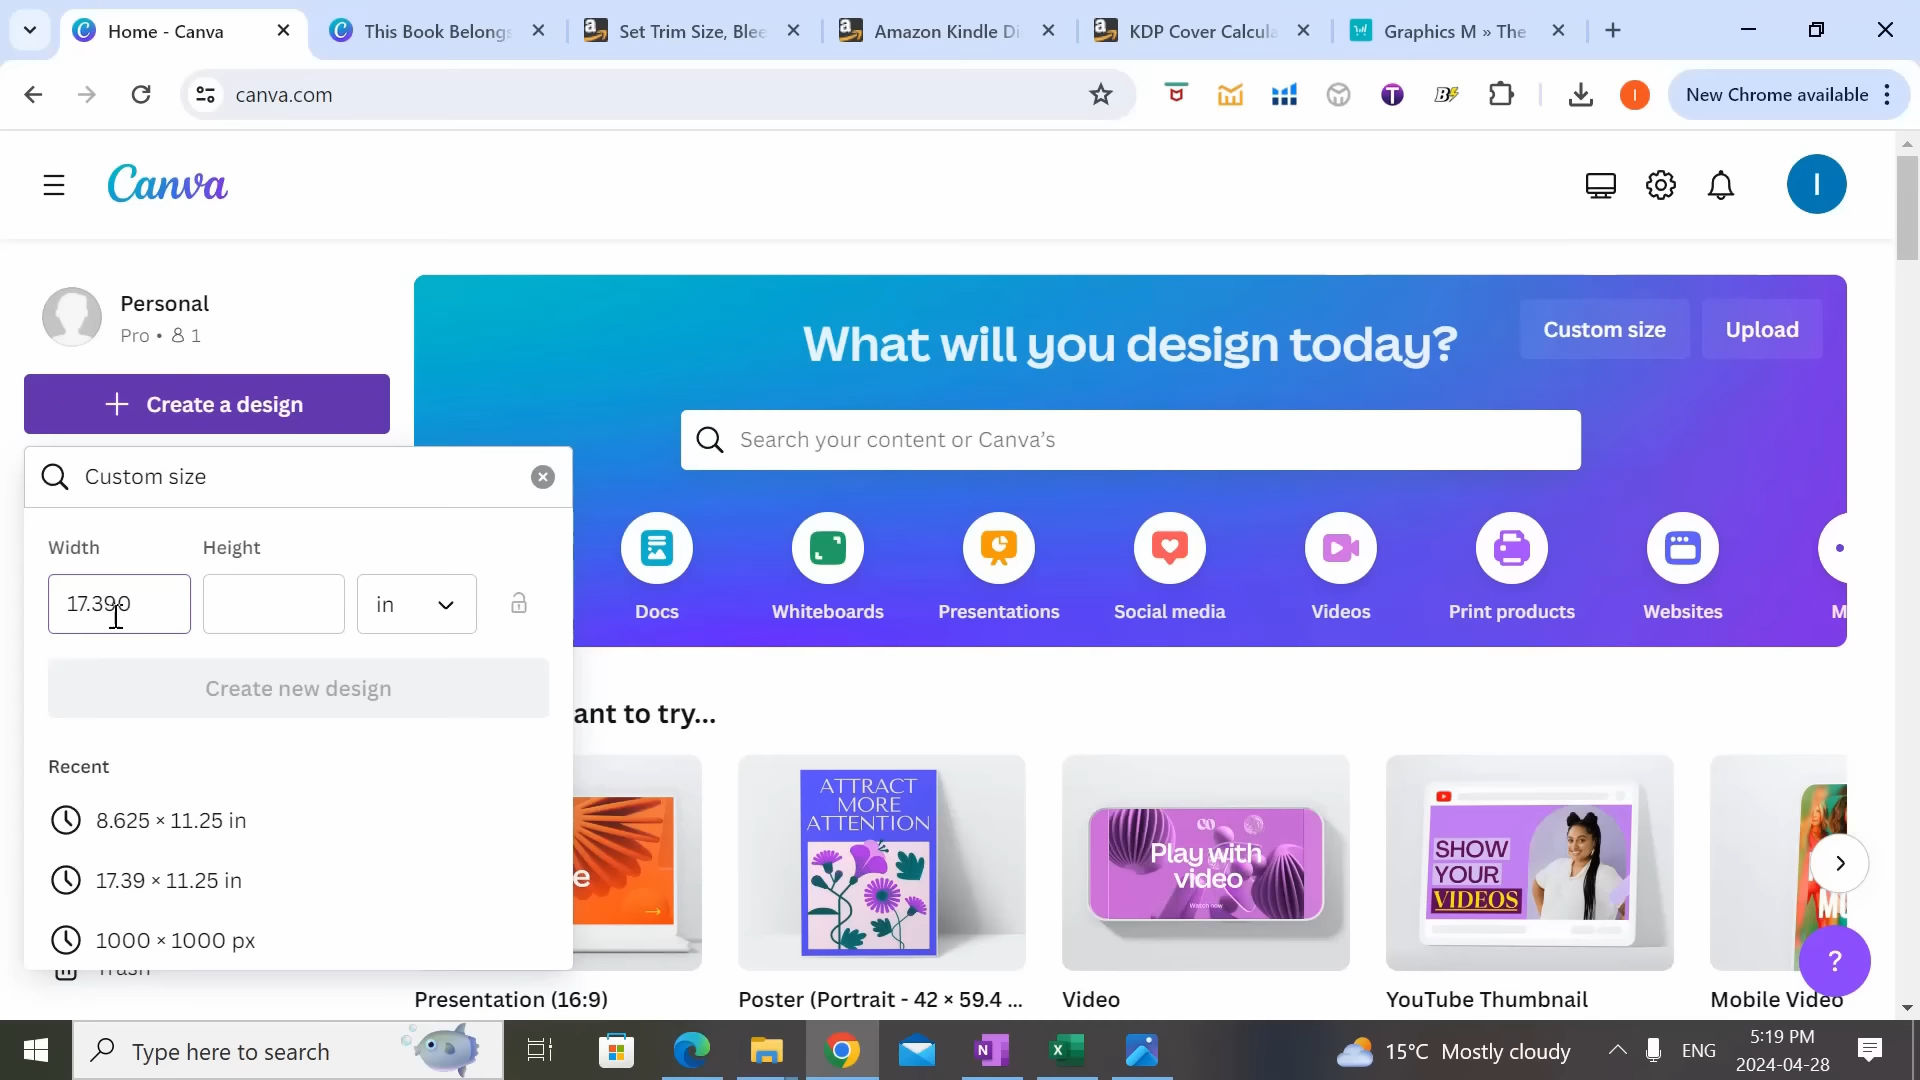 Home - Canva
This Book Belongs
Set Trim Size, Blee
Amazon Kindle Di
KDP Cover Calcula
Graphics M » The
canva.com
New Chrome available
Canva
I
I
Personal
Pro • 1
Create a design
What will you design today?
Custom size
Upload
Search your content or Canva's
Custom size
Width
Height
17.390
in
Create new design
Docs
Whiteboards
Presentations
Social media
Videos
Print products
Websites
M
ant to try...
Recent
8.625 × 11.25 in
17.39 × 11.25 in
1000 × 1000 px
Trash
e
ATTRACT
MORE
ATTENTION
Play with
video
Watch now
SHOW
YOUR
VIDEOS
MO
MU
?
Presentation (16:9)
Poster (Portrait - 42 × 59.4 ...
Video
YouTube Thumbnail
Mobile Video
Type here to search
15°C Mostly cloudy
ENG
5:19 PM
2024-04-28